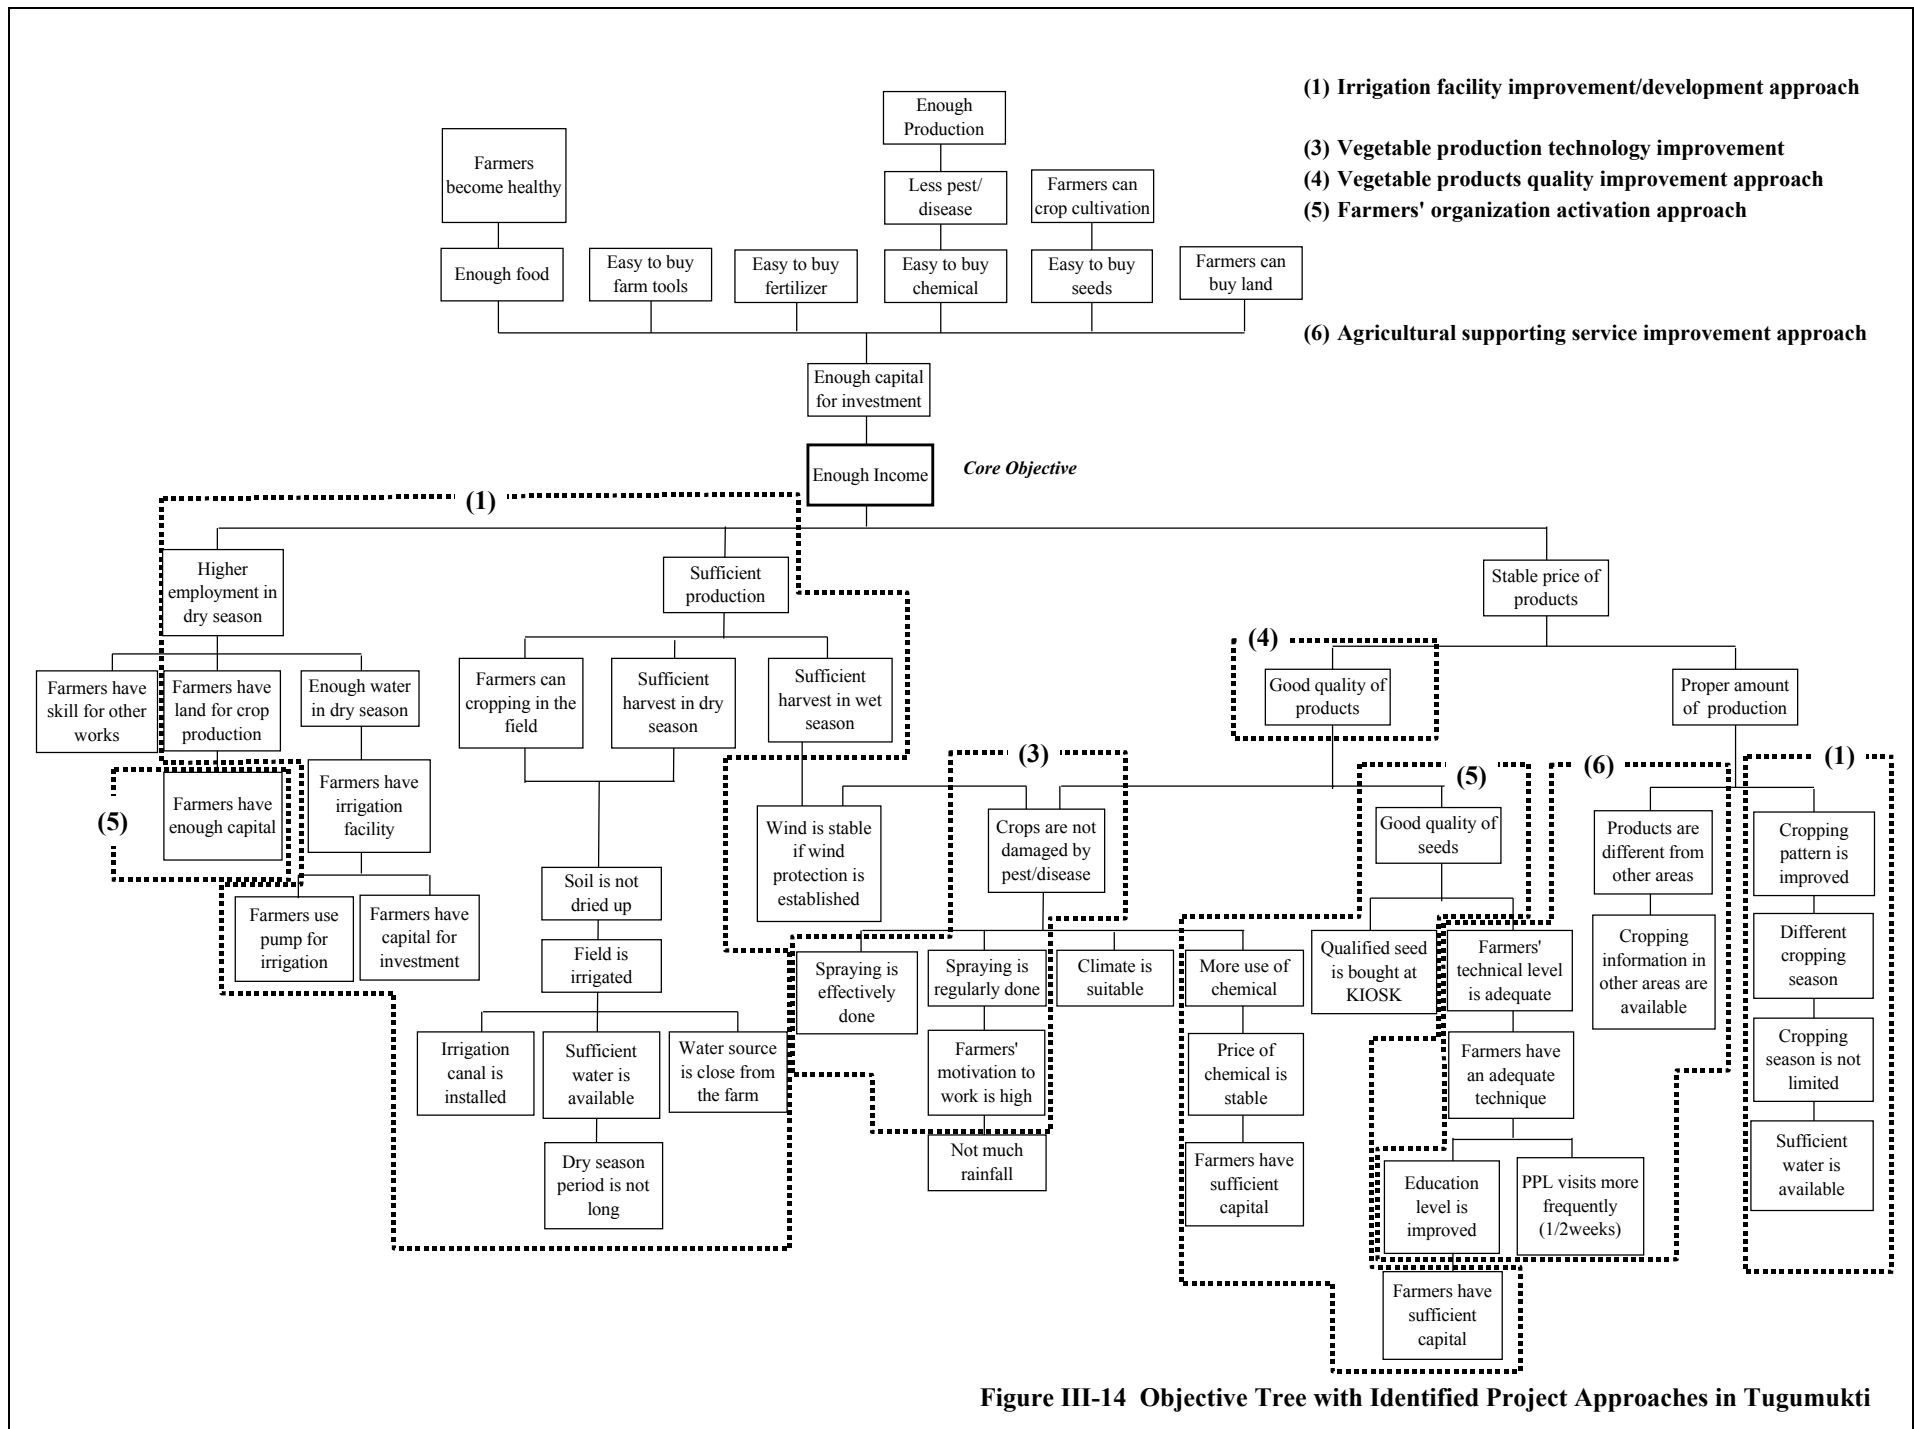 (1) Irrigation facility improvement/development approach
(3) Vegetable production technology improvement
(4) Vegetable products quality improvement approach
(5) Farmers' organization activation approach
(6) Agricultural supporting service improvement approach
Enough
Production
Farmers
become healthy
Less pest/
disease
Farmers can
crop cultivation
Enough food
Easy to buy
farm tools
Easy to buy
fertilizer
Easy to buy
chemical
Easy to buy
seeds
Farmers can
buy land
Enough capital
for investment
Enough Income
Core Objective
(1)
Higher
employment in
dry season
Sufficient
production
Stable price of
products
(4)
Farmers have
skill for other
works
Farmers have
land for crop
production
Enough water
in dry season
Farmers can
cropping in the
field
Sufficient
harvest in dry
season
Sufficient
harvest in wet
season
Good quality of
products
Proper amount
of production
(3)
(5)
(6)
(1)
(5)
Farmers have
enough capital
Farmers have
irrigation
facility
Wind is stable
if wind
protection is
established
Crops are not
damaged by
pest/disease
Good quality of
seeds
Products are
different from
other areas
Cropping
pattern is
improved
Farmers use
pump for
irrigation
Farmers have
capital for
investment
Soil is not
dried up
Field is
irrigated
Spraying is
effectively
done
Spraying is
regularly done
Climate is
suitable
More use of
chemical
Qualified seed
is bought at
KIOSK
Farmers'
technical level
is adequate
Cropping
information in
other areas are
available
Different
cropping
season
Irrigation
canal is
installed
Sufficient
water is
available
Water source
is close from
the farm
Farmers'
motivation to
work is high
Price of
chemical is
stable
Farmers have
an adequate
technique
Cropping
season is not
limited
Dry season
period is not
long
Not much
rainfall
Farmers have
sufficient
capital
Education
level is
improved
PPL visits more
frequently
(1/2weeks)
Sufficient
water is
available
Farmers have
sufficient
capital
Figure III-14 Objective Tree with Identified Project Approaches in Tugumukti